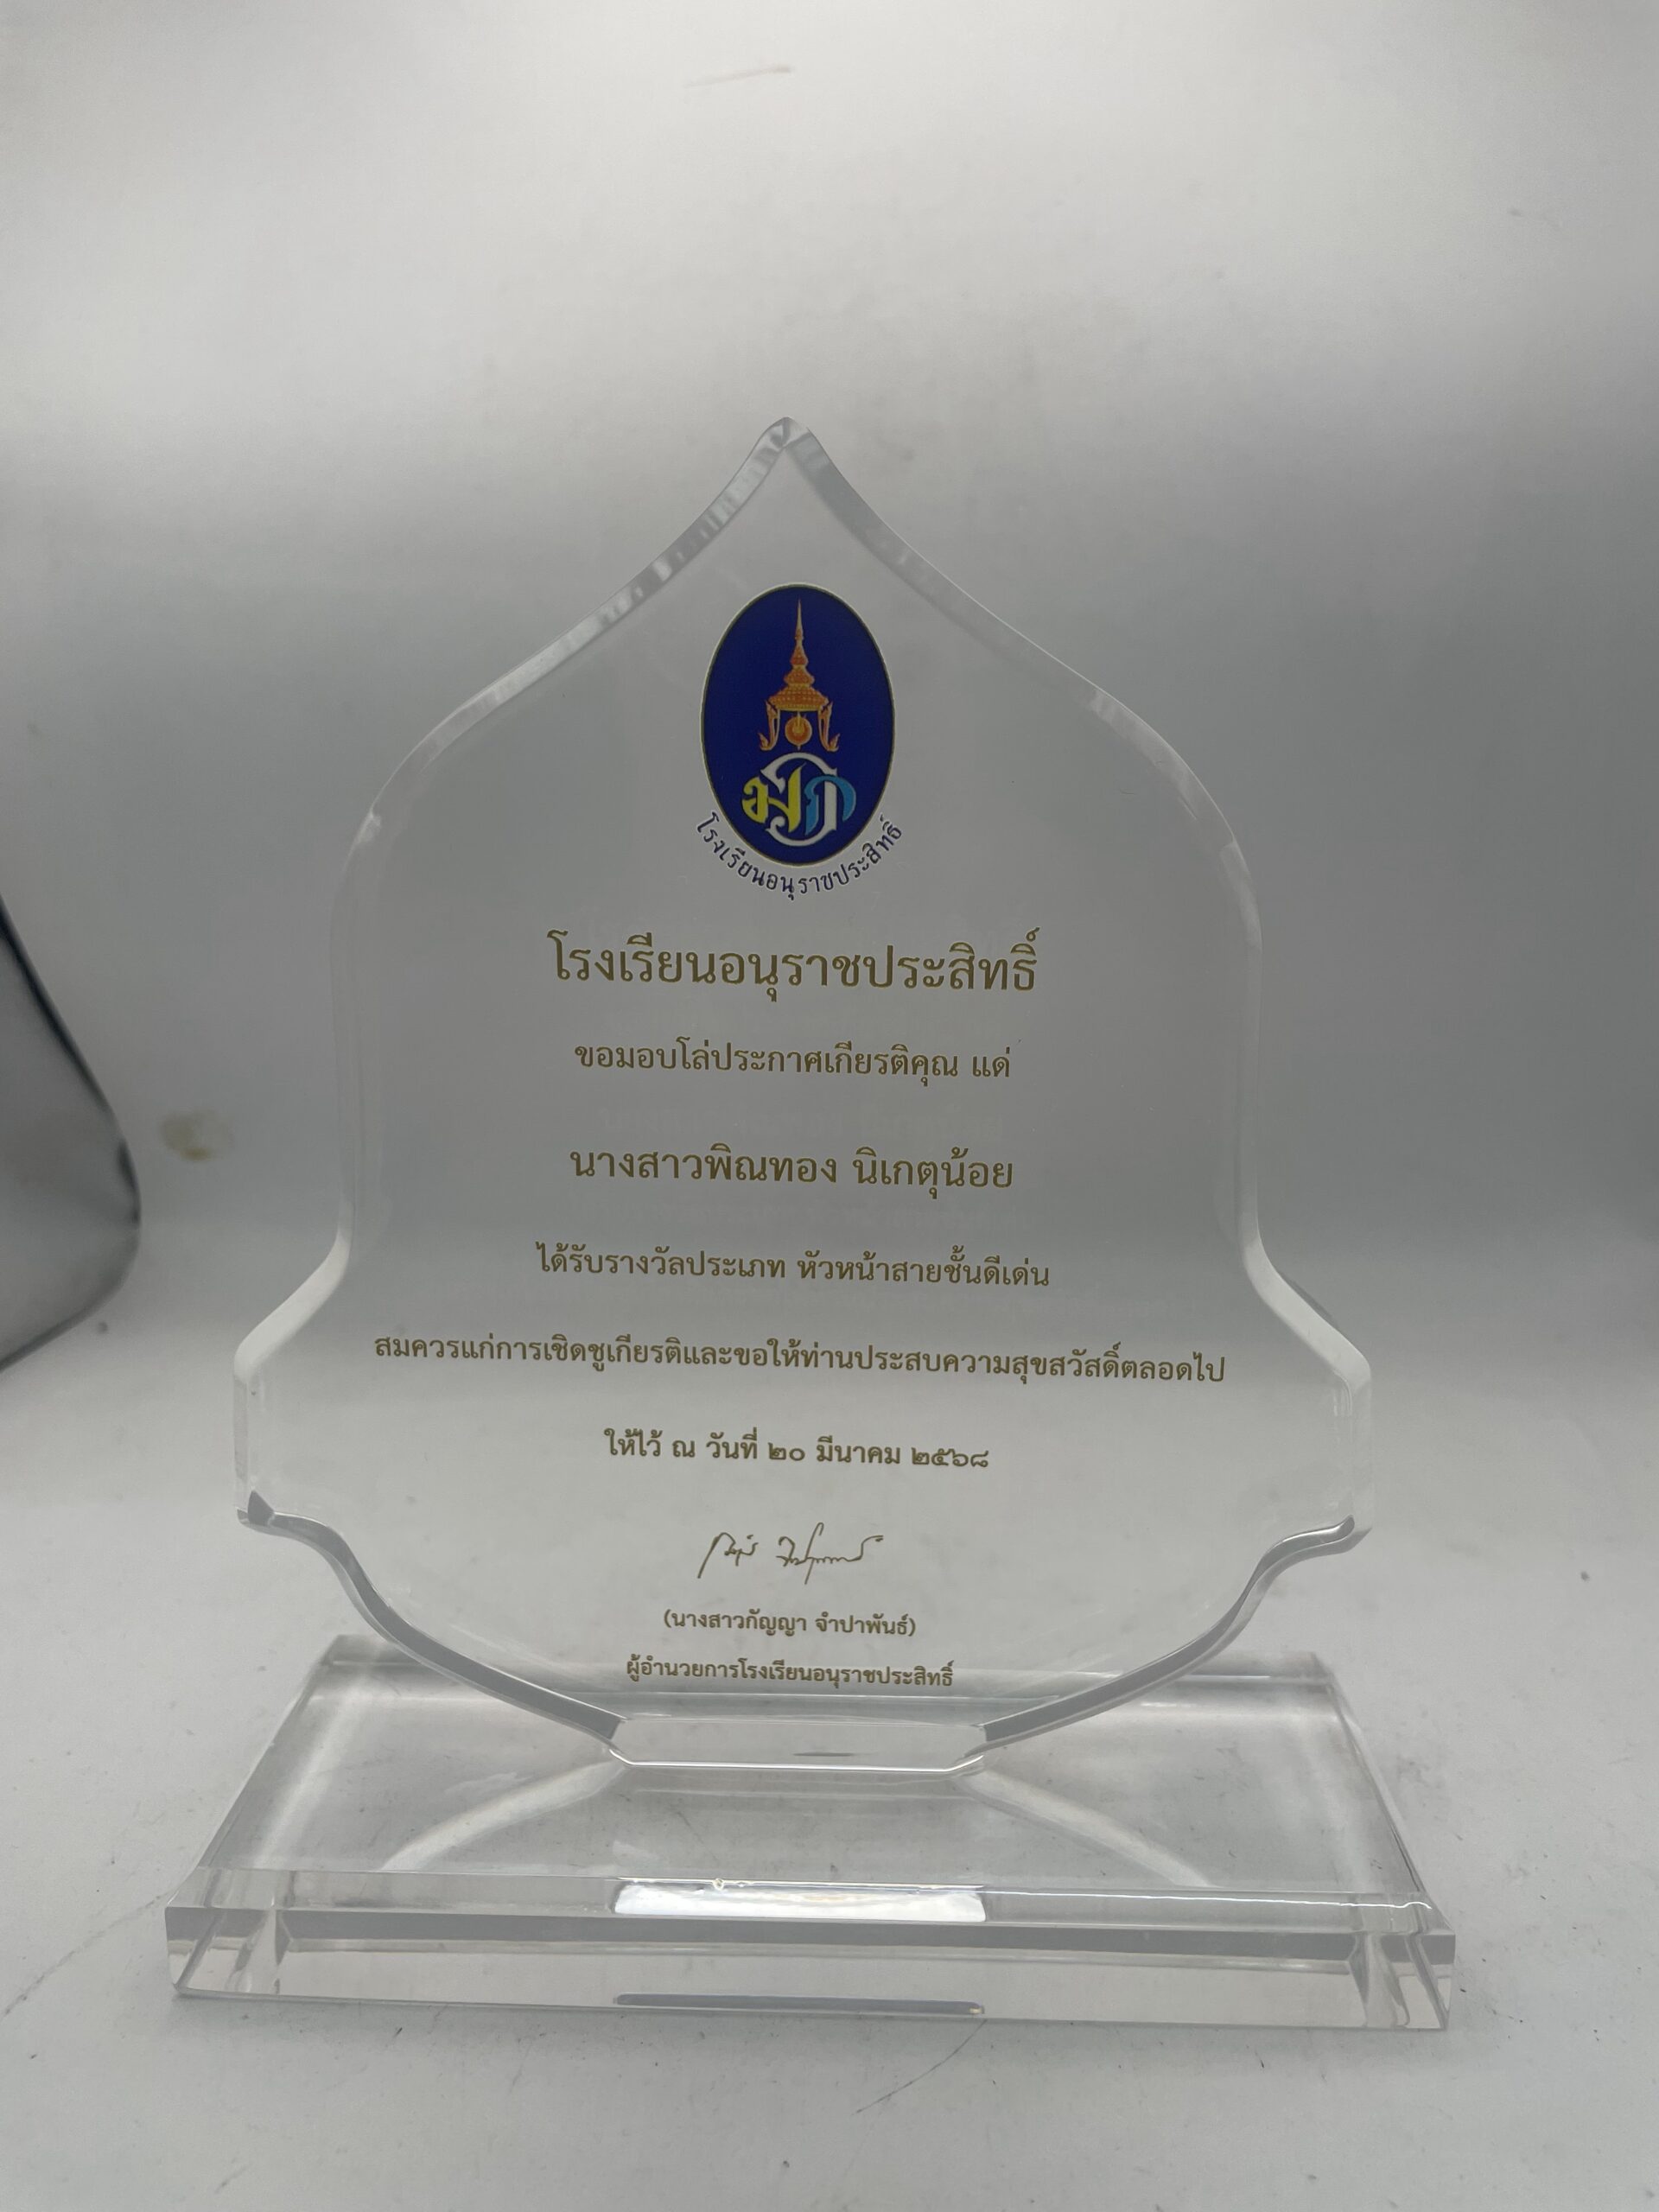 โรงเรียนอนุราชประสิทธิ์
โรงเรียนอนุราชประสิทธิ์
ขอมอบโล่ประกาศเกียรติคุณ แด่
นางสาวพิณทอง นิเกตุน้อย
ได้รับรางวัลประเภท หัวหน้าสายชั้นดีเด่น
สมควรแก่การเชิดชูเกียรติและขอให้ท่านประสบความสุขสวัสดิ์ตลอดไป
ให้ไว้ ณ วันที่ ๒๐ มีนาคม ๒๕๖๘
(นางสาวกัญญา จำปาพันธ์)
ผู้อำนวยการโรงเรียนอนุราชประสิทธิ์